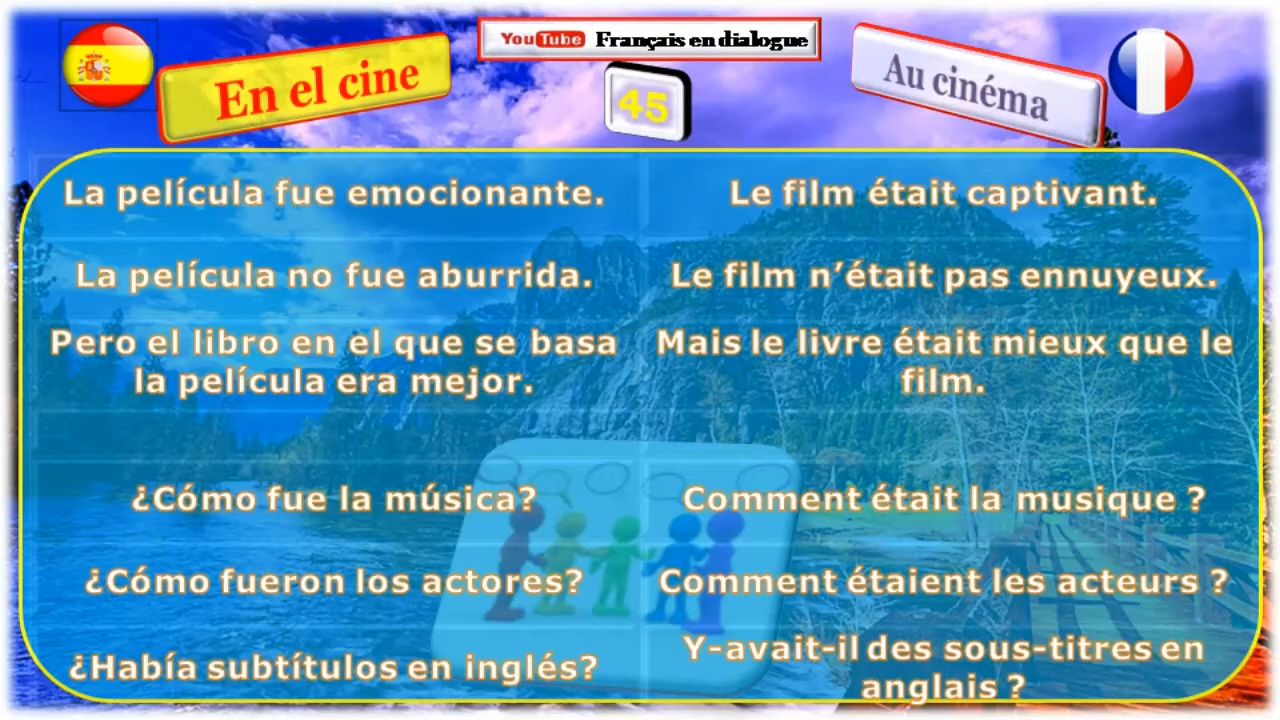 YouTube Français en dialogue
En el cine
45
Au cinéma
La película fue emocionante.
Le film était captivant.
La película no fue aburrida.
Le film n’était pas ennuyeux.
Pero el libro en el que se basa
la película era mejor.
Mais le livre était mieux que le
film.
¿Cómo fue la música?
Comment était la musique ?
¿Cómo fueron los actores?
Comment étaient les acteurs ?
¿Había subtítulos en inglés?
Y-avait-il des sous-titres en
anglais ?